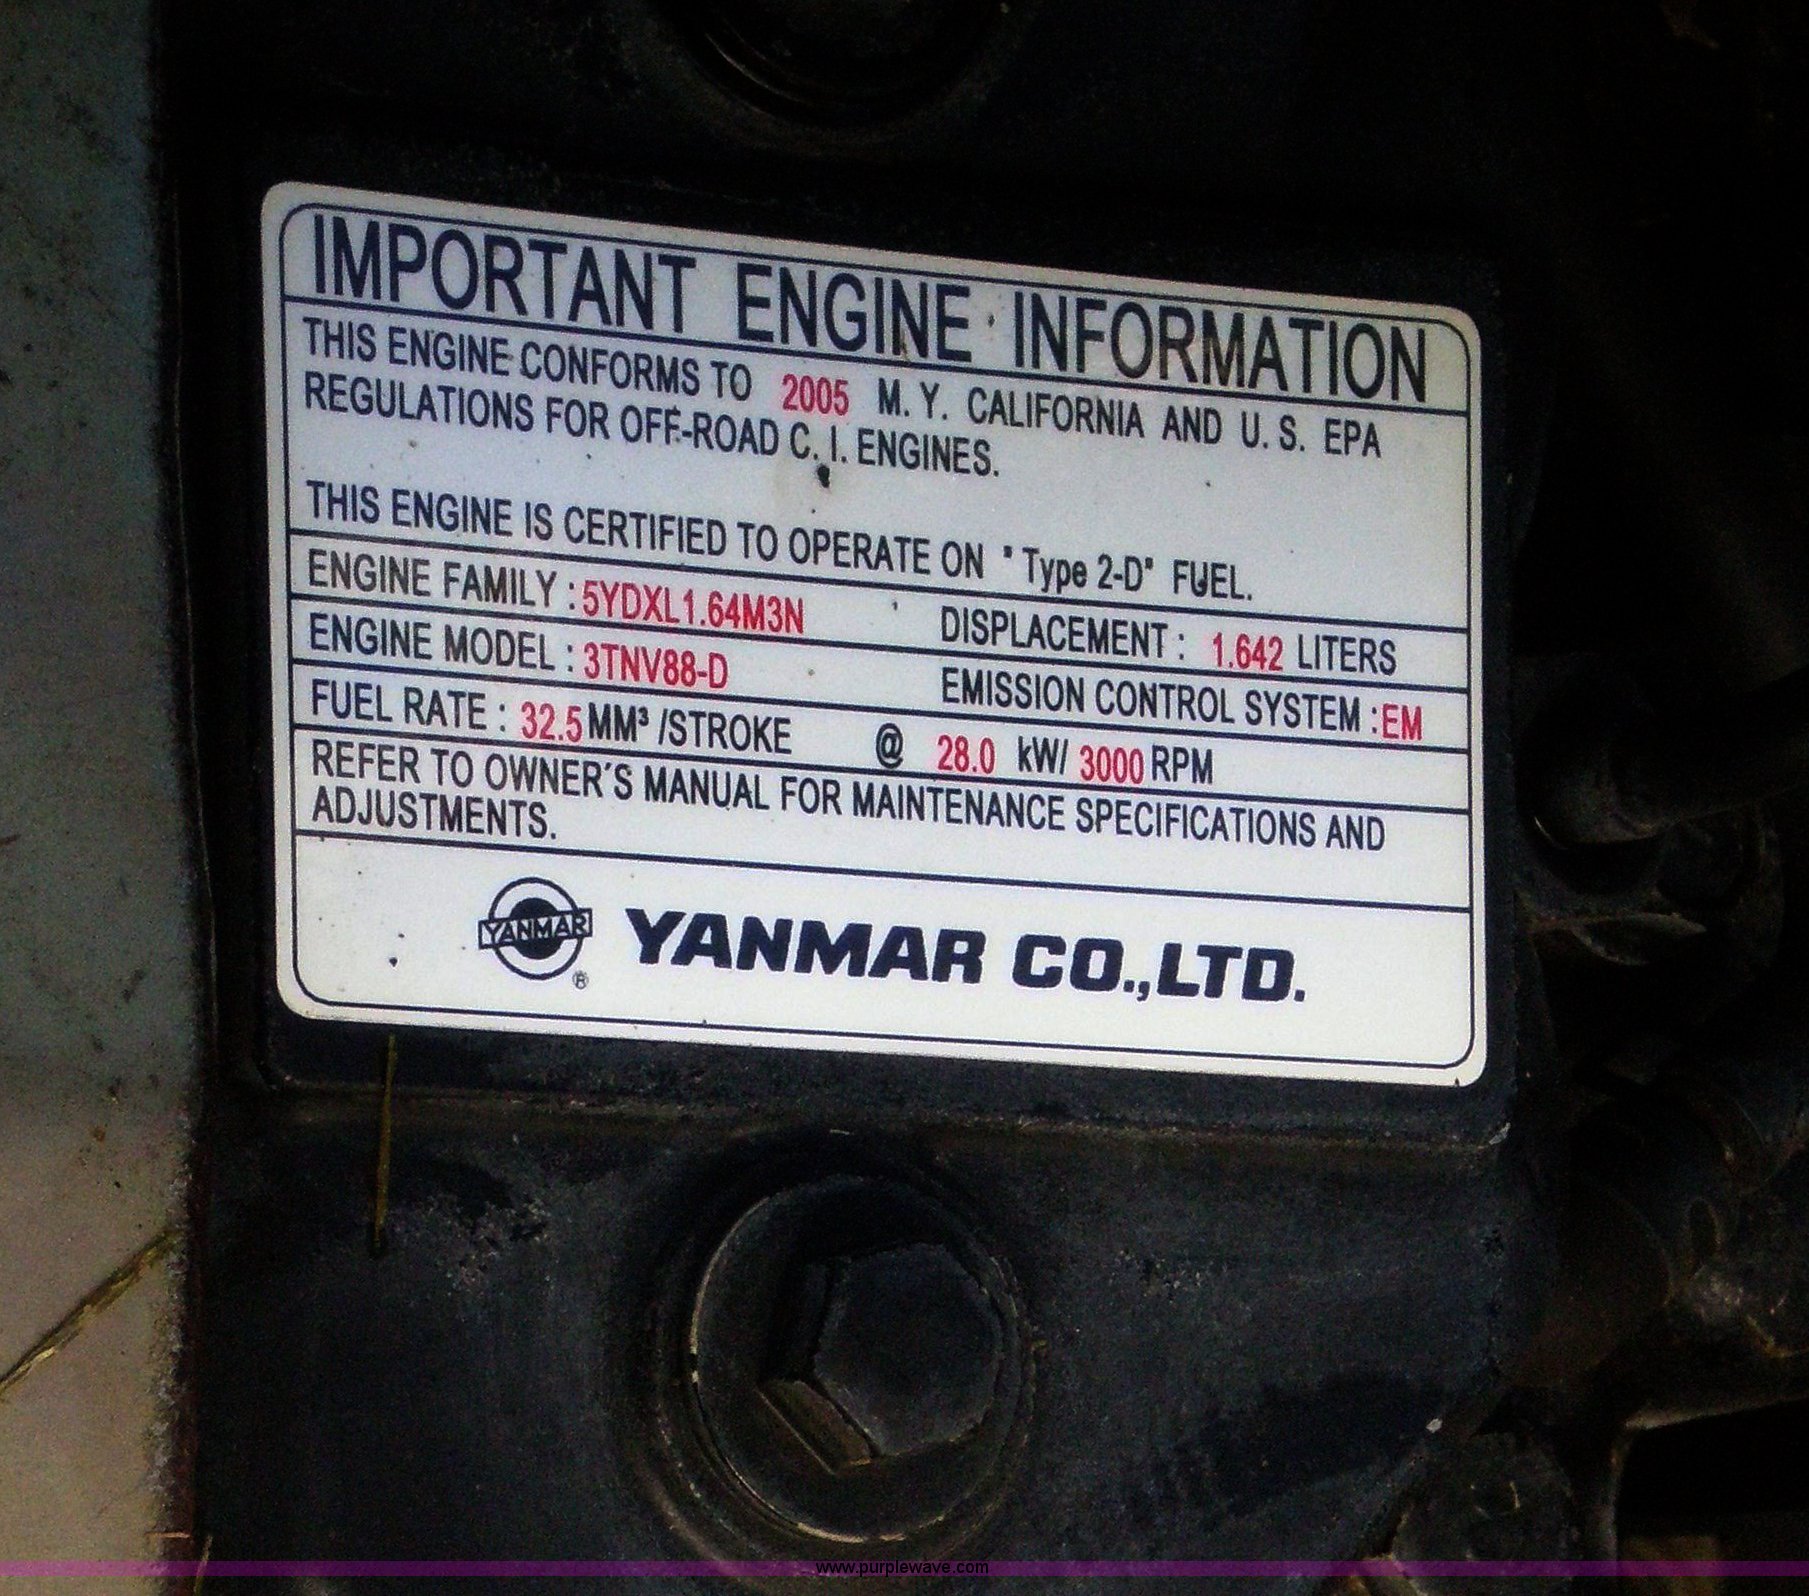 IMPORTANT ENGINE INFORMATION
THIS ENGINE CONFORMS TO 2005 M. Y. CALIFORNIA AND U. S. EPA
REGULATIONS FOR OFF-ROAD C. I. ENGINES.
THIS ENGINE IS CERTIFIED TO OPERATE ON "Type 2-D" FUEL.
ENGINE FAMILY : 5YDXL1.64M3N DISPLACEMENT : 1.642 LITERS
ENGINE MODEL : 3TNV88-D EMISSION CONTROL SYSTEM : EM
FUEL RATE : 32.5 MM³ /STROKE @ 28.0 kW/ 3000 RPM
REFER TO OWNER'S MANUAL FOR MAINTENANCE SPECIFICATIONS AND
ADJUSTMENTS.
YANMAR ® YANMAR CO.,LTD.
www.purplewave.com